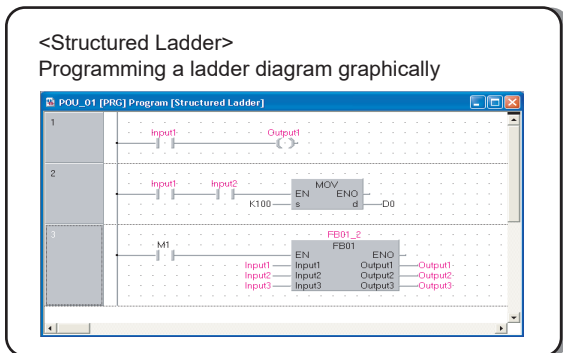 <Structured Ladder>
Programming a ladder diagram graphically
POU_01 [PRG] Program [Structured Ladder]
1
Input1 Output1
2
Input1 Input2 MOV
EN ENO
K100 s d D0
3
FB01_2
M1 FB01
EN ENO
Input1 Input1 Output1 Output1
Input2 Input2 Output2 Output2
Input3 Input3 Output3 Output3